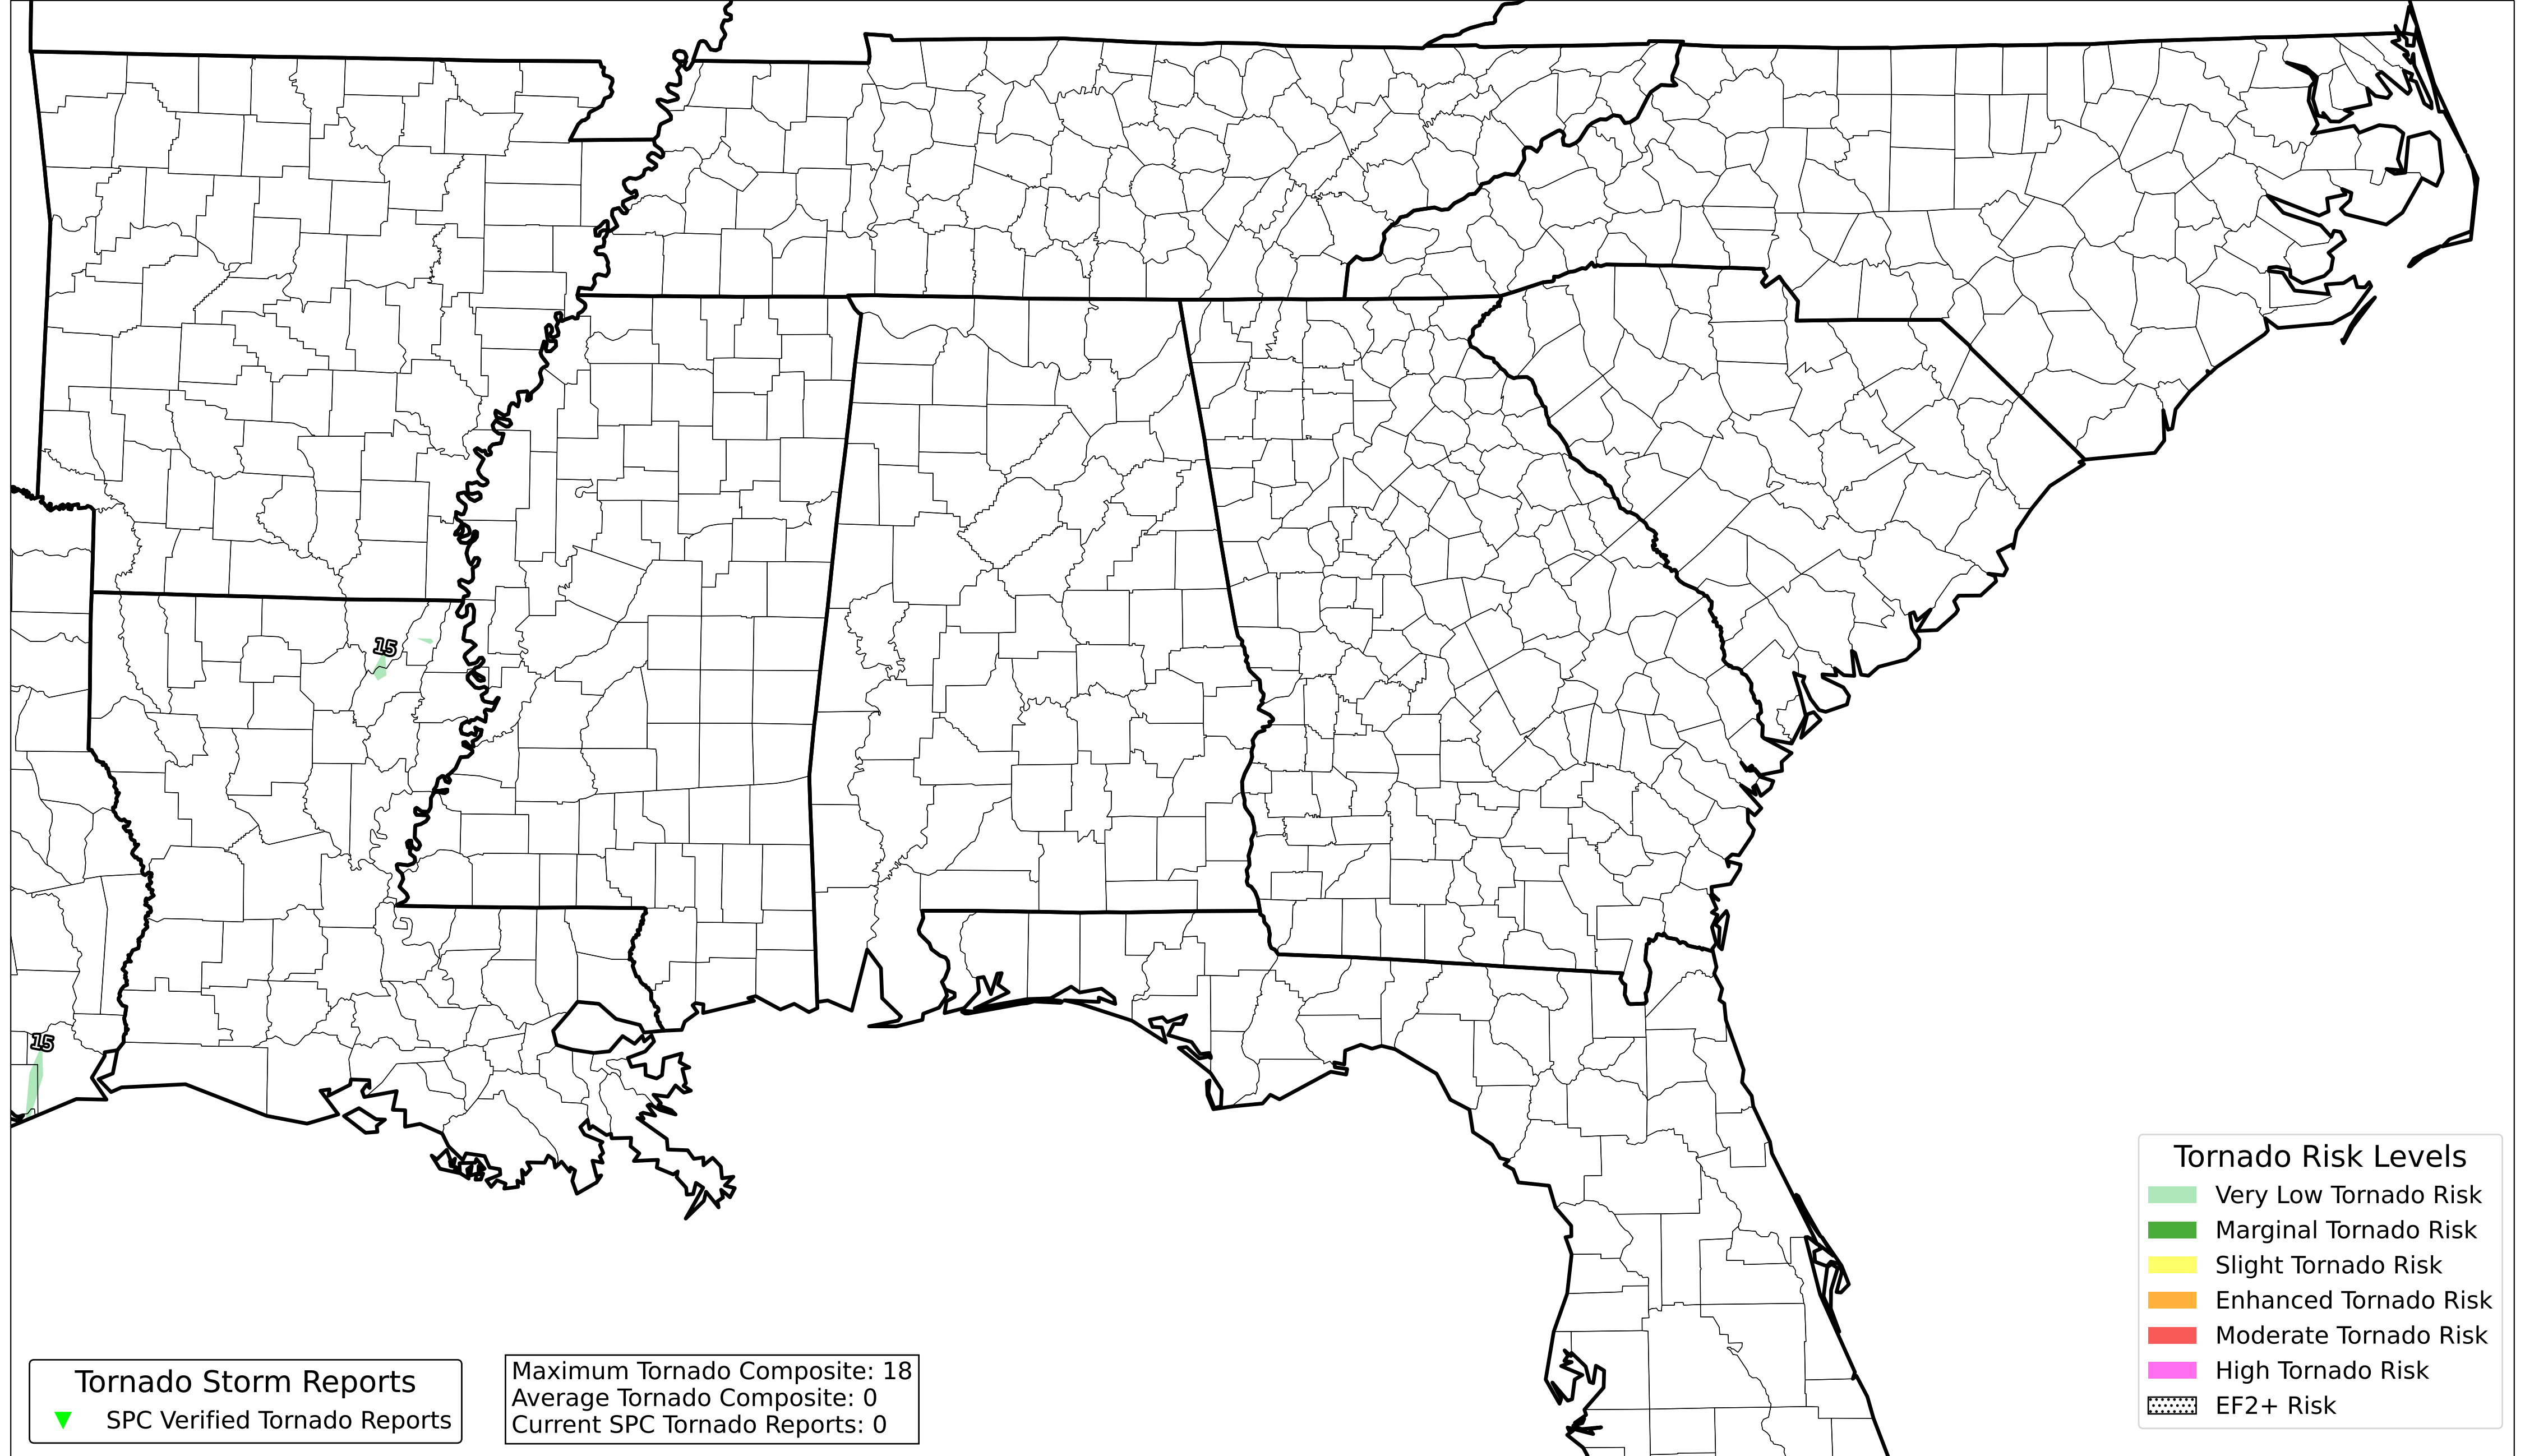 15
15
Tornado Risk Levels
Very Low Tornado Risk
Marginal Tornado Risk
Slight Tornado Risk
Enhanced Tornado Risk
Moderate Tornado Risk
High Tornado Risk
EF2+ Risk
Tornado Storm Reports
SPC Verified Tornado Reports
Maximum Tornado Composite: 18
Average Tornado Composite: 0
Current SPC Tornado Reports: 0